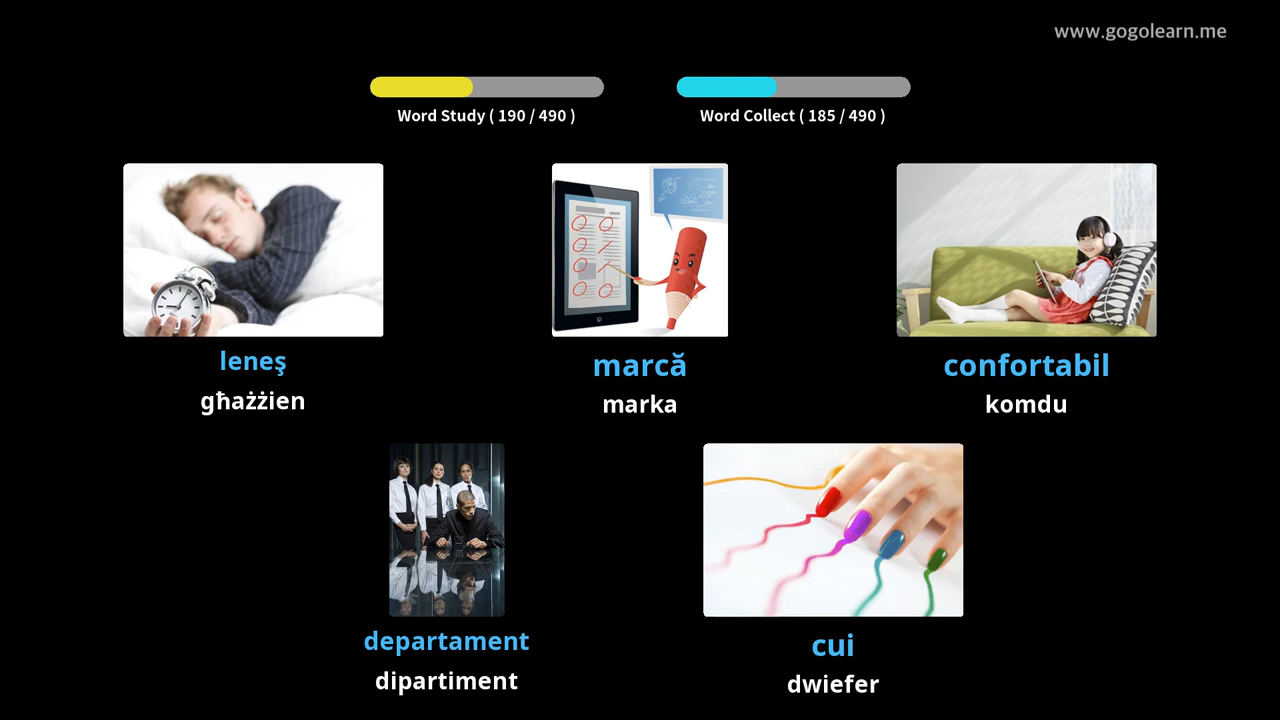 www.gogolearn.me
Word Study ( 190 / 490 )
Word Collect ( 185 / 490 )
leneş
għażżien
marcă
marka
confortabil
komdu
departament
dipartiment
cui
dwiefer